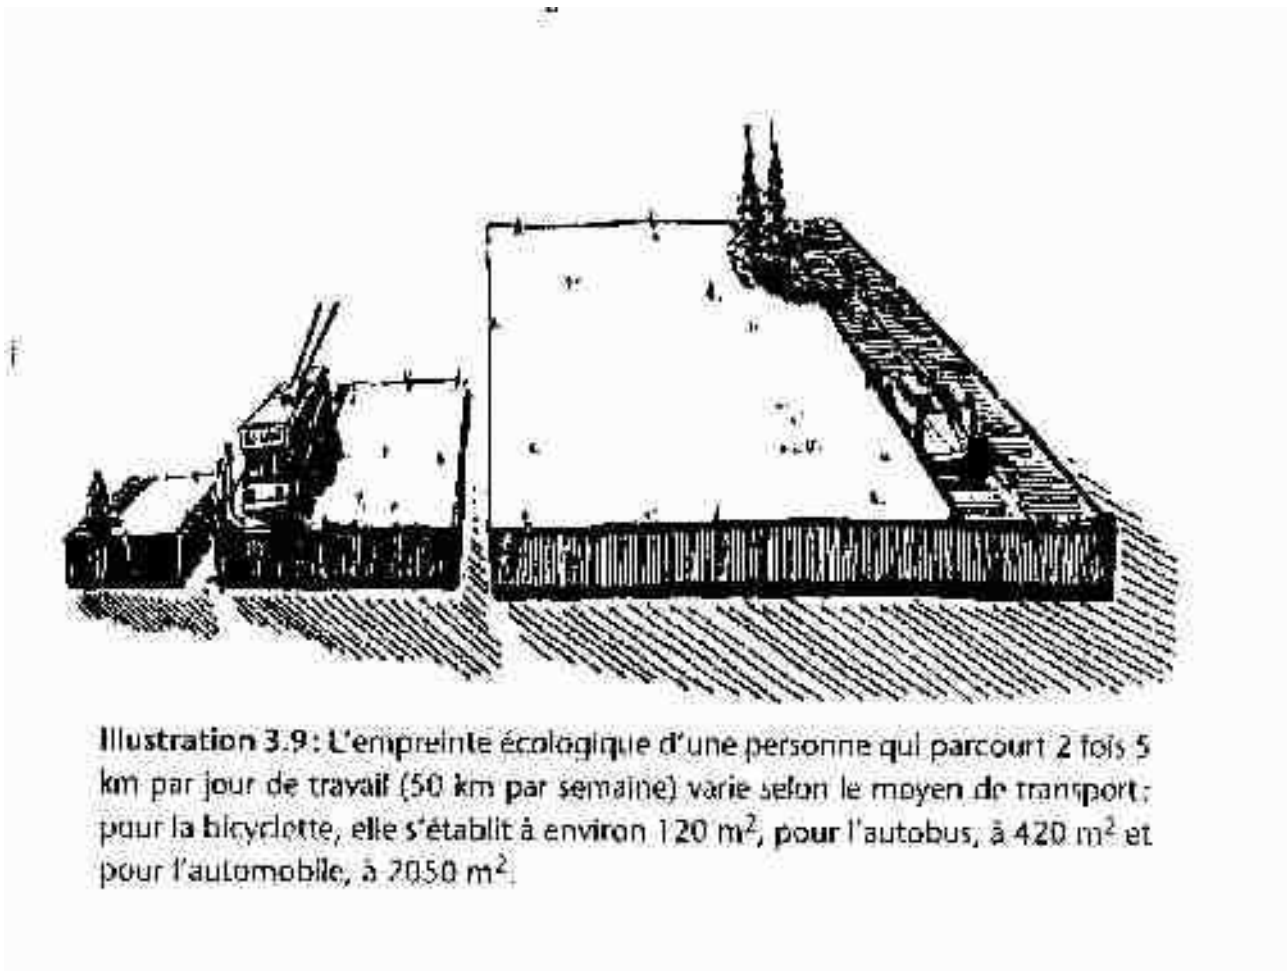 Illustration 3.9 : L'empreinte écologique d'une personne qui parcourt 2 fois 5
km par jour de travail (50 km par semaine) varie selon le moyen de transport :
pour la bicyclette, elle s'établit à environ 120 m², pour l'autobus, à 420 m² et
pour l'automobile, à 2050 m².